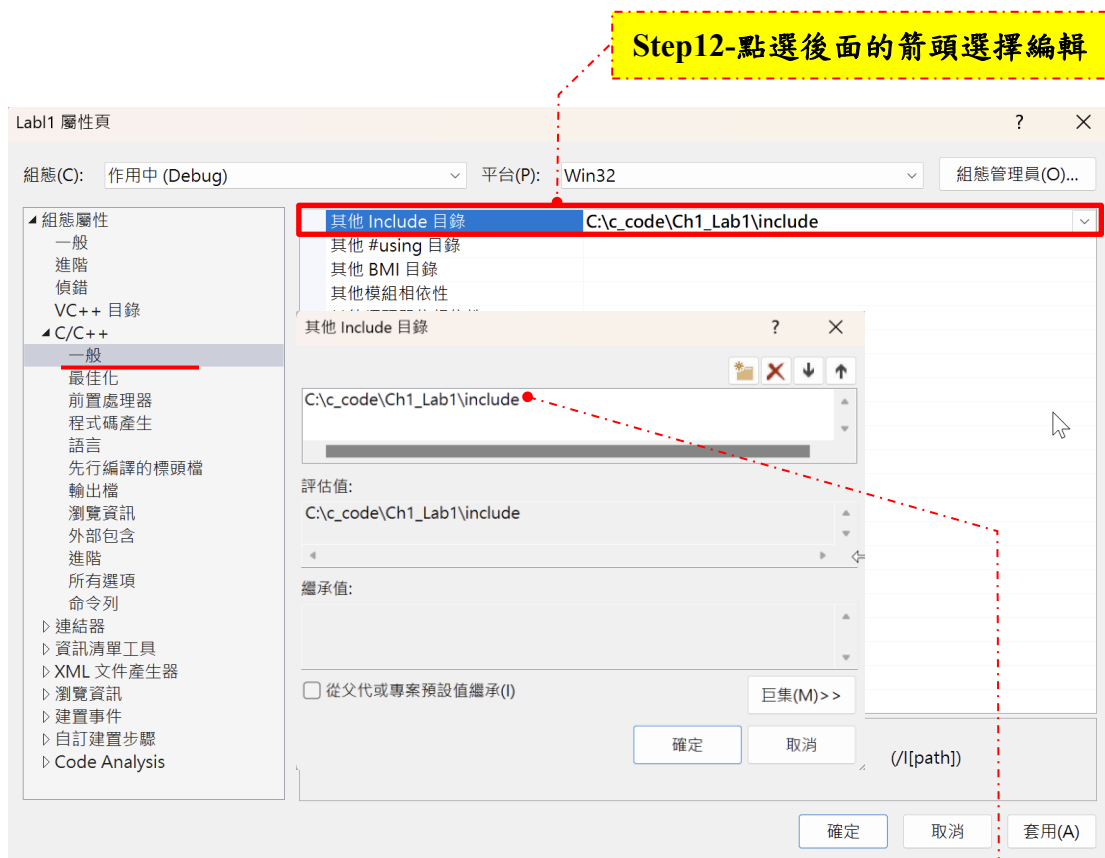 Step12-點選後面的箭頭選擇編輯
Labl1 屬性頁
?
組態(C):
作用中 (Debug)
平台(P):
Win32
組態管理員(O)...
組態屬性
一般
進階
偵錯
VC++ 目錄
C/C++
一般
最佳化
前置處理器
程式碼產生
語言
先行編譯的標頭檔
輸出檔
瀏覽資訊
外部包含
進階
所有選項
命令列
連結器
資訊清單工具
XML 文件產生器
瀏覽資訊
建置事件
自訂建置步驟
Code Analysis
其他 Include 目錄
C:\c_code\Ch1_Lab1\include
其他 #using 目錄
其他 BMI 目錄
其他模組相依性
其他 Include 目錄
?
C:\c_code\Ch1_Lab1\include
評估值:
C:\c_code\Ch1_Lab1\include
繼承值:
從父代或專案預設值繼承(I)
巨集(M)>>
確定
取消
(/I[path])
確定
取消
套用(A)